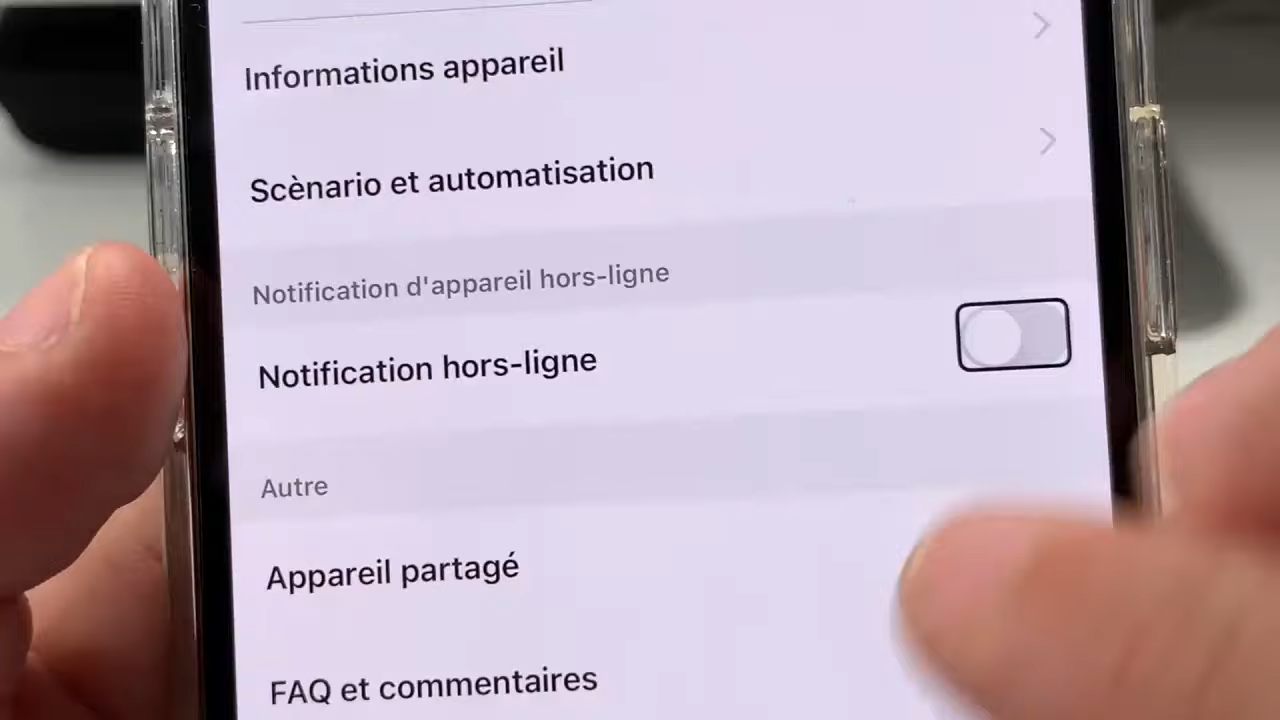 Informations appareil
Scènario et automatisation
Notification d'appareil hors-ligne
Notification hors-ligne
Autre
Appareil partagé
FAQ et commentaires